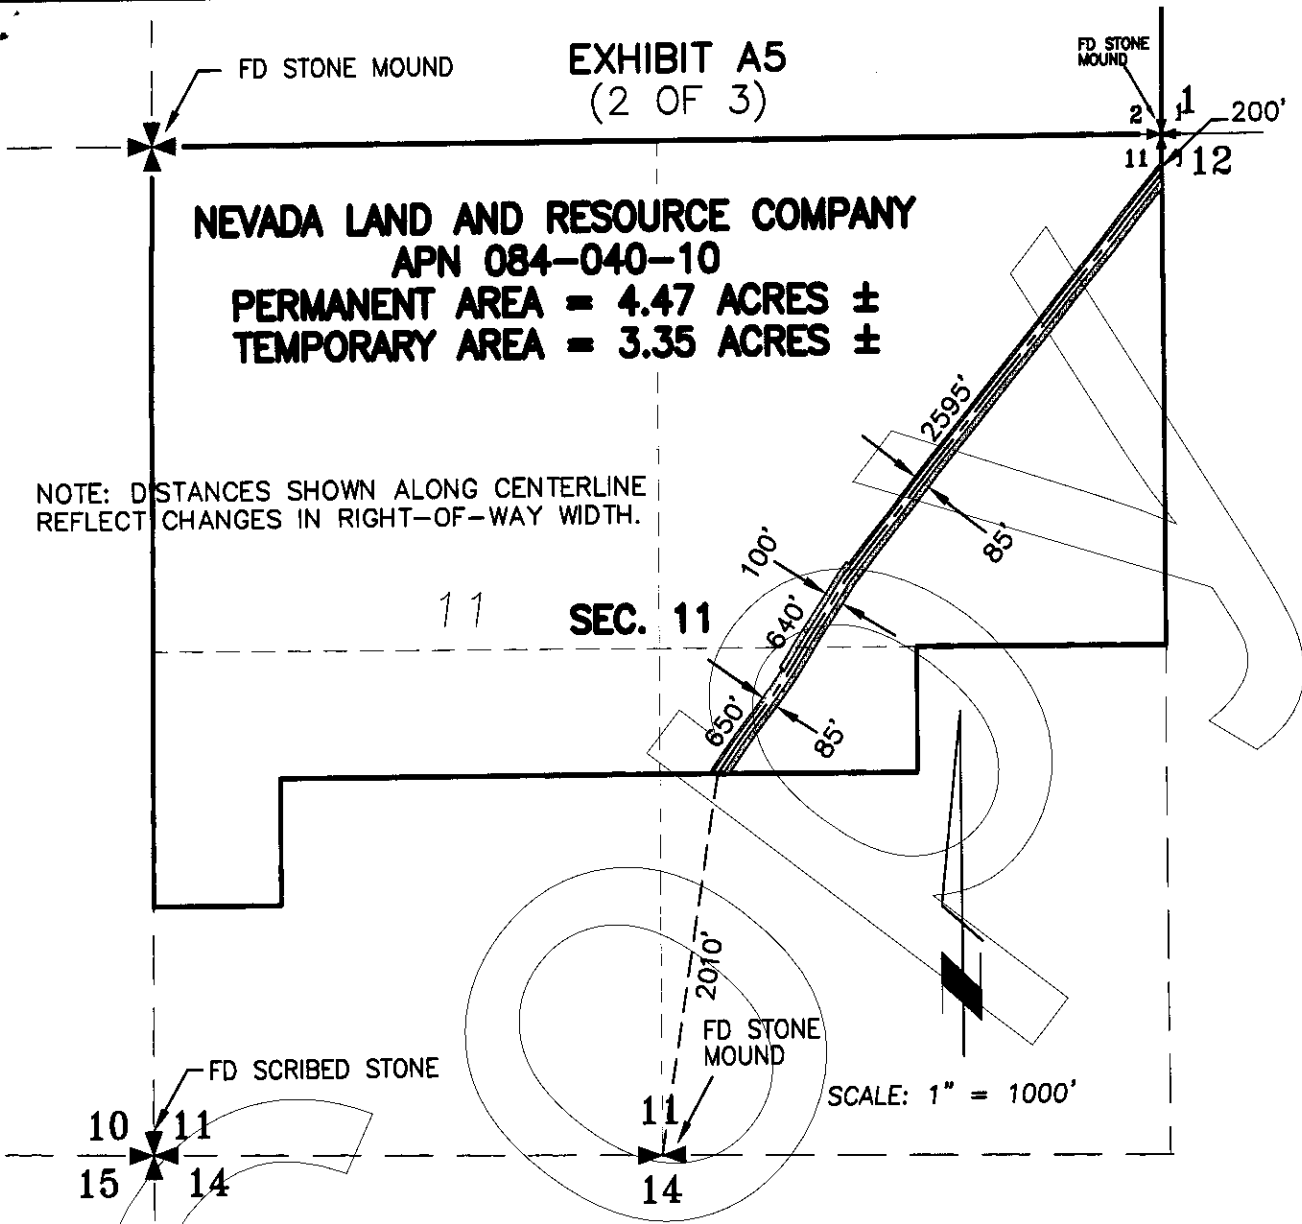 EXHIBIT A5
(2 OF 3)
FD STONE MOUND
FD STONE
MOUND
2 1
1
200'
11
12
NEVADA LAND AND RESOURCE COMPANY
APN 084-040-10
PERMANENT AREA = 4.47 ACRES ±
TEMPORARY AREA = 3.35 ACRES ±
2595'
NOTE: DISTANCES SHOWN ALONG CENTERLINE
REFLECT CHANGES IN RIGHT-OF-WAY WIDTH.
85'
100'
11
SEC. 11
640'
650'
85'
2010'
FD STONE
MOUND
FD SCRIBED STONE
SCALE: 1" = 1000'
10 11
11
15 14
14
COPY